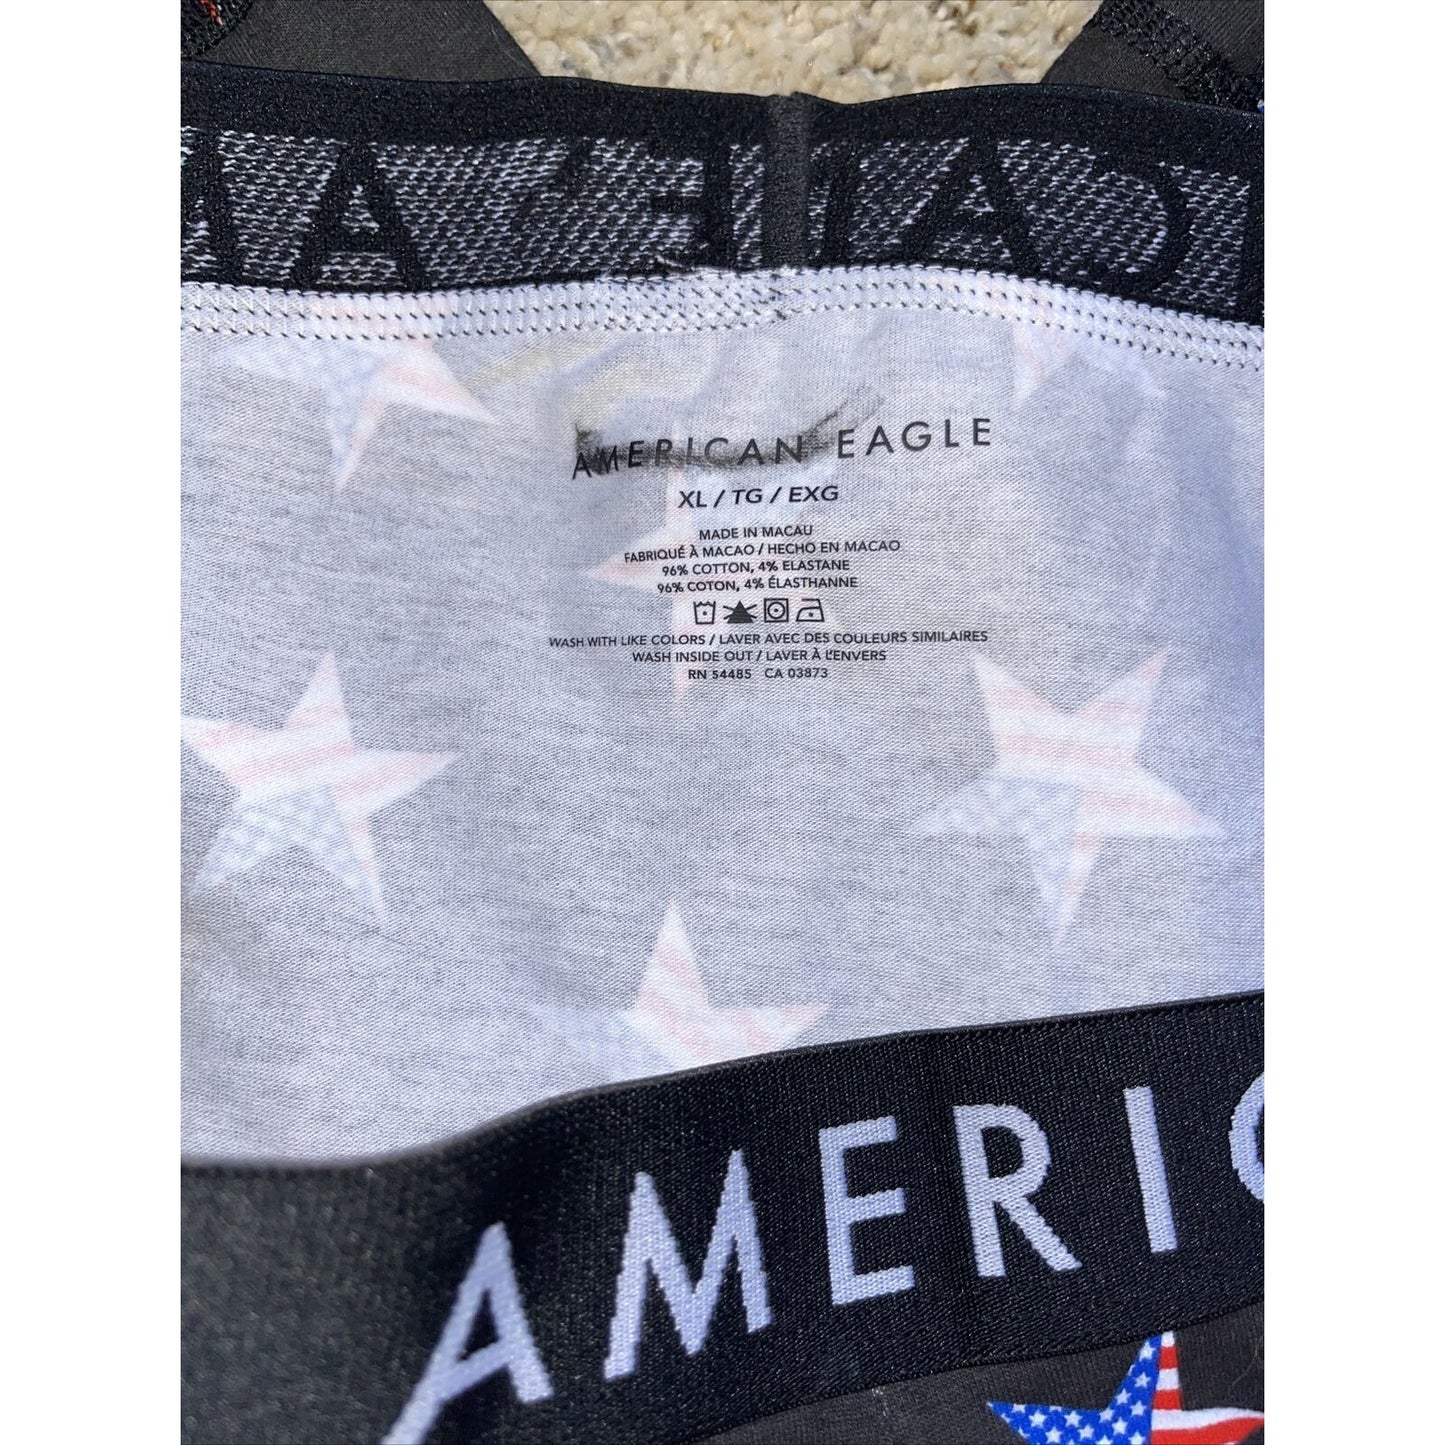 AMERICAN EAGLE
XL / TG / EXG
MADE IN MACAU
FABRIQUÉ À MACAO / HECHO EN MACAO
96% COTTON, 4% ELASTANE
96% COTON, 4% ÉLASTHANNE
WASH WITH LIKE COLORS / LAVER AVEC DES COULEURS SIMILAIRES
WASH INSIDE OUT / LAVER À L'ENVERS
RN 54485 CA 03873
AMERIC